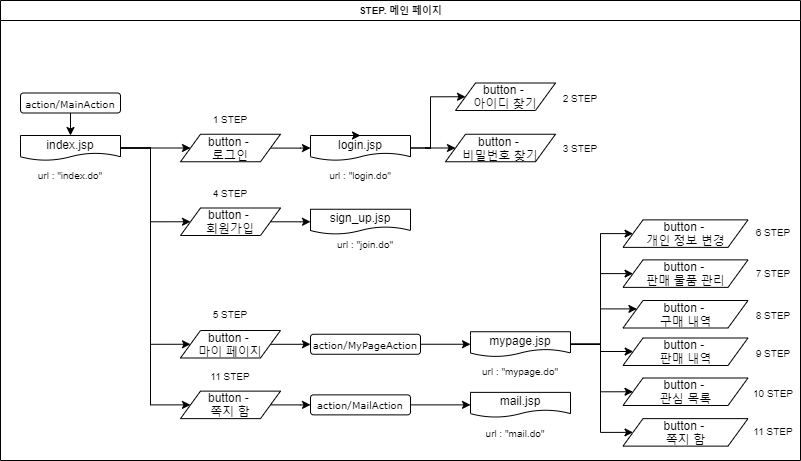 STEP. 메인 페이지
action/MainAction
index.jsp
url : "index.do"
1 STEP
button -
로그인
login.jsp
url : "login.do"
button -
아이디 찾기
2 STEP
button -
비밀번호 찾기
3 STEP
4 STEP
button -
회원가입
sign_up.jsp
url : "join.do"
5 STEP
button -
마이 페이지
action/MyPageAction
mypage.jsp
url : "mypage.do"
11 STEP
button -
쪽지 함
action/MailAction
mail.jsp
url : "mail.do"
button -
개인 정보 변경
6 STEP
button -
판매 물품 관리
7 STEP
button -
구매 내역
8 STEP
button -
판매 내역
9 STEP
button -
관심 목록
10 STEP
button -
쪽지 함
11 STEP